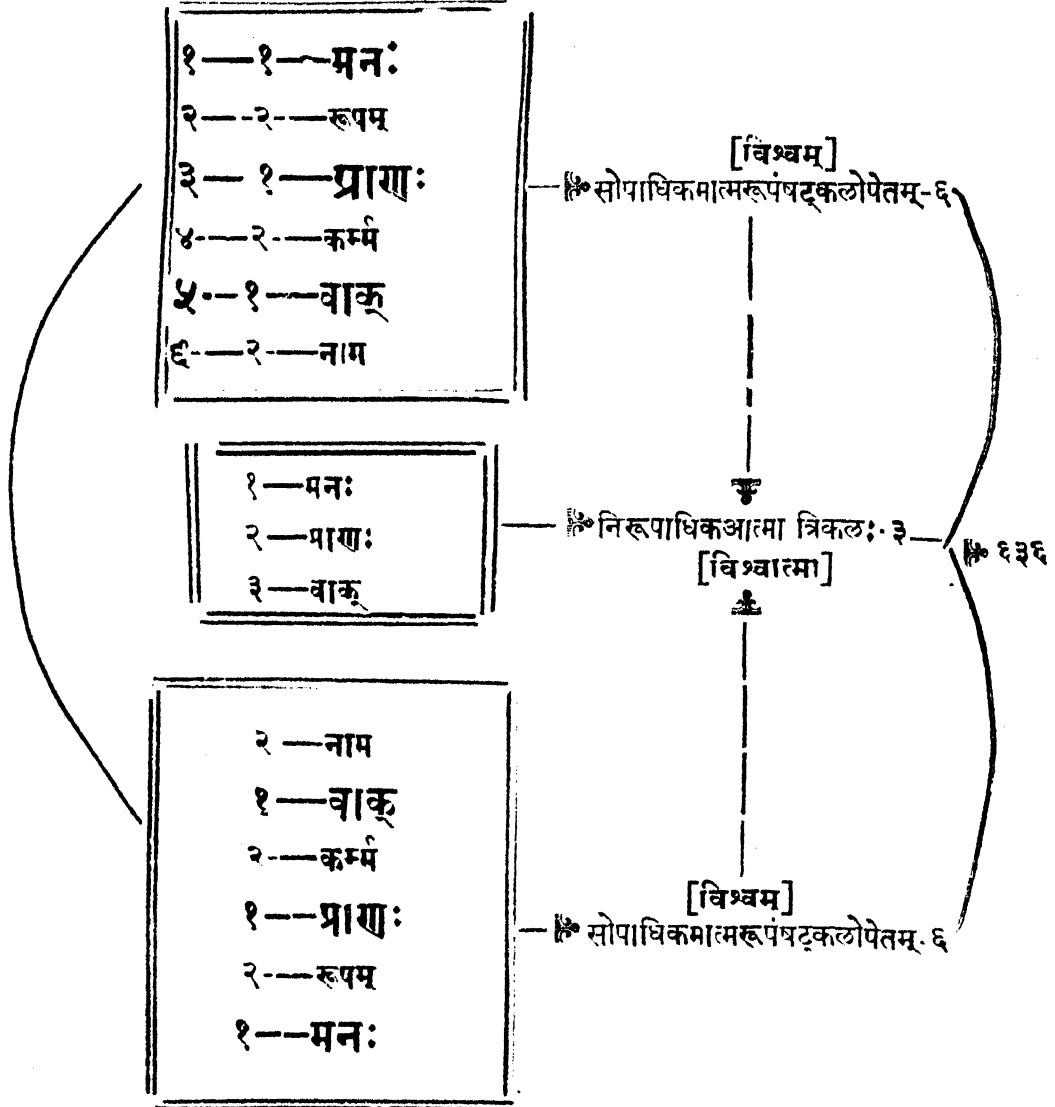 १—१—मनः
२—२—रूपम्
३—१—प्राणः
४—२—कर्म्म
५—१—वाक्
६—२—नाम
[विश्वम्]
सोपाधिकमात्मरूपंषट्कलोपेतम्-६
१—मनः
२—प्राणः
३—वाक्
निरूपाधिकआत्मा त्रिकलः-३
[विश्वात्मा]
६३६
२—नाम
१—वाक्
२—कर्म्म
१—प्राणः
२—रूपम्
१—मनः
[विश्वम्]
सोपाधिकमात्मरूपंषट्कलोपेतम्-६